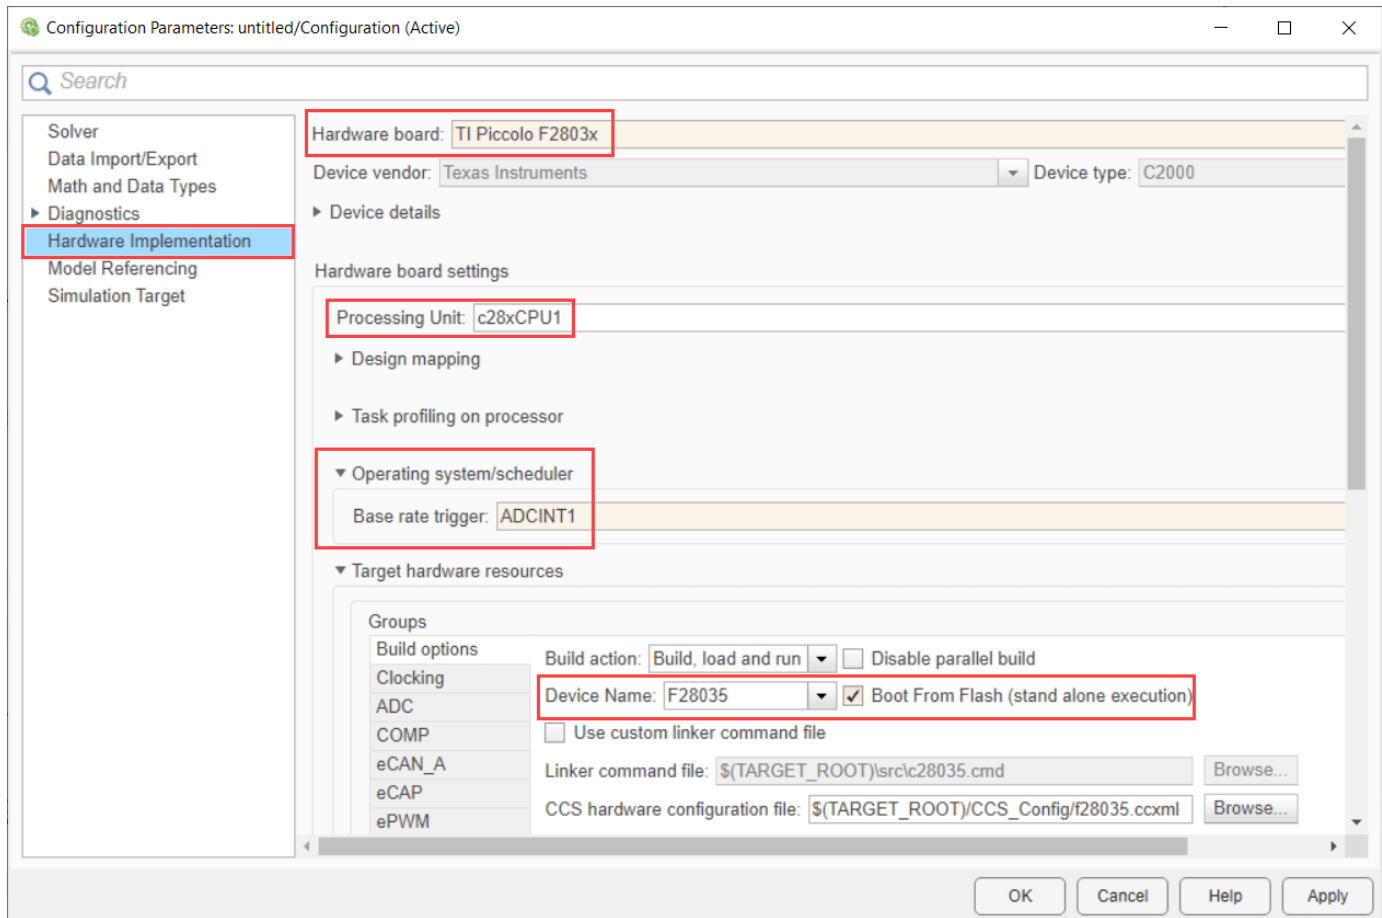 Configuration Parameters: untitled/Configuration (Active)
Search
Solver
Data Import/Export
Math and Data Types
Diagnostics
Hardware Implementation
Model Referencing
Simulation Target
Hardware board: TI Piccolo F2803x
Device vendor: Texas Instruments Device type: C2000
Device details
Hardware board settings
Processing Unit: c28xCPU1
Design mapping
Task profiling on processor
Operating system/scheduler
Base rate trigger: ADCINT1
Target hardware resources
Groups
Build options
Clocking
ADC
COMP
eCAN_A
eCAP
ePWM
Build action: Build, load and run Disable parallel build
Device Name: F28035 Boot From Flash (stand alone execution)
Use custom linker command file
Linker command file: $(TARGET_ROOT)\src\c28035.cmd Browse...
CCS hardware configuration file: $(TARGET_ROOT)/CCS_Config/f28035.ccxml Browse...
OK Cancel Help Apply